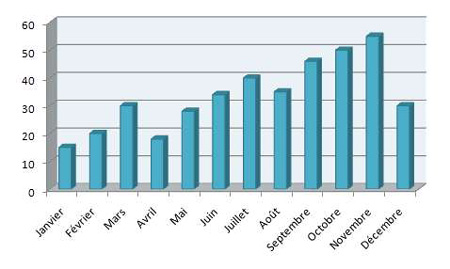 60
50
40
30
20
10
0
Janvier
Février
Mars
Avril
Mai
Juin
Juillet
Août
Septembre
Octobre
Novembre
Décembre